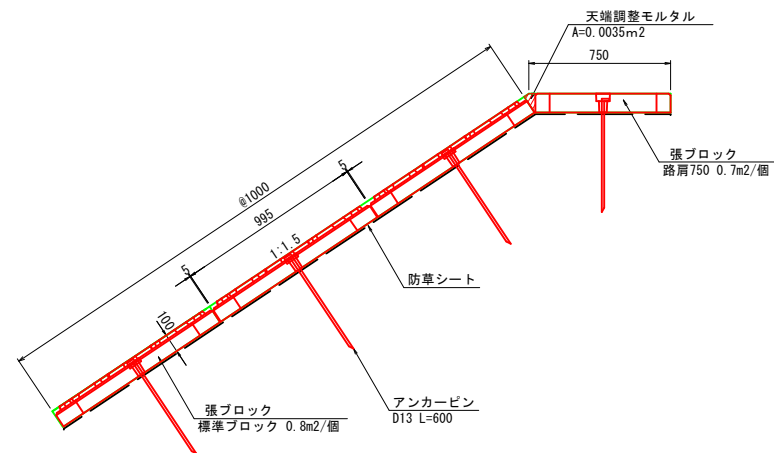 天端調整モルタル
A=0.0035m2
750
張ブロック
路肩750 0.7m2/個
@1000
995
5
5
1:1.5
100
防草シート
アンカーピン
D13 L=600
張ブロック
標準ブロック 0.8m2/個